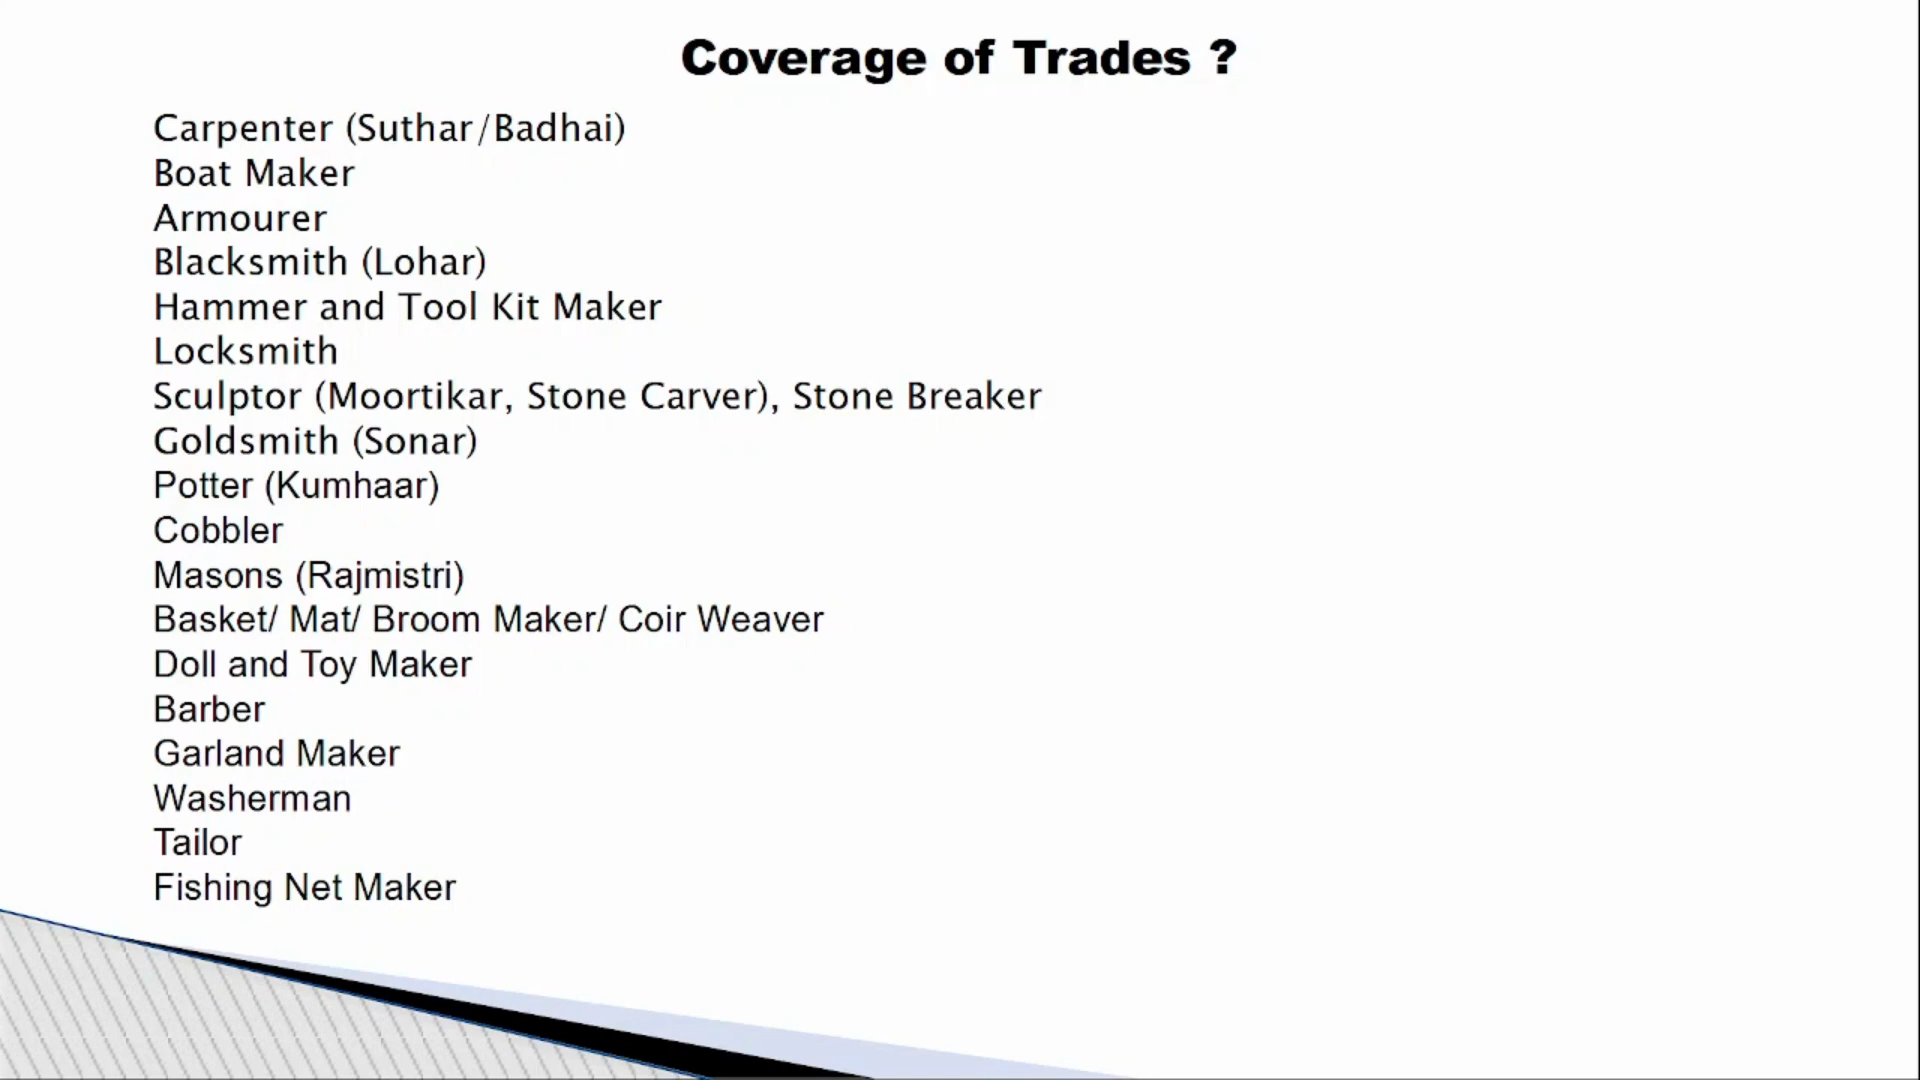 Coverage of Trades ?
Carpenter (Suthar/Badhai)
Boat Maker
Armourer
Blacksmith (Lohar)
Hammer and Tool Kit Maker
Locksmith
Sculptor (Moortikar, Stone Carver), Stone Breaker
Goldsmith (Sonar)
Potter (Kumhaar)
Cobbler
Masons (Rajmistri)
Basket/ Mat/ Broom Maker/ Coir Weaver
Doll and Toy Maker
Barber
Garland Maker
Washerman
Tailor
Fishing Net Maker